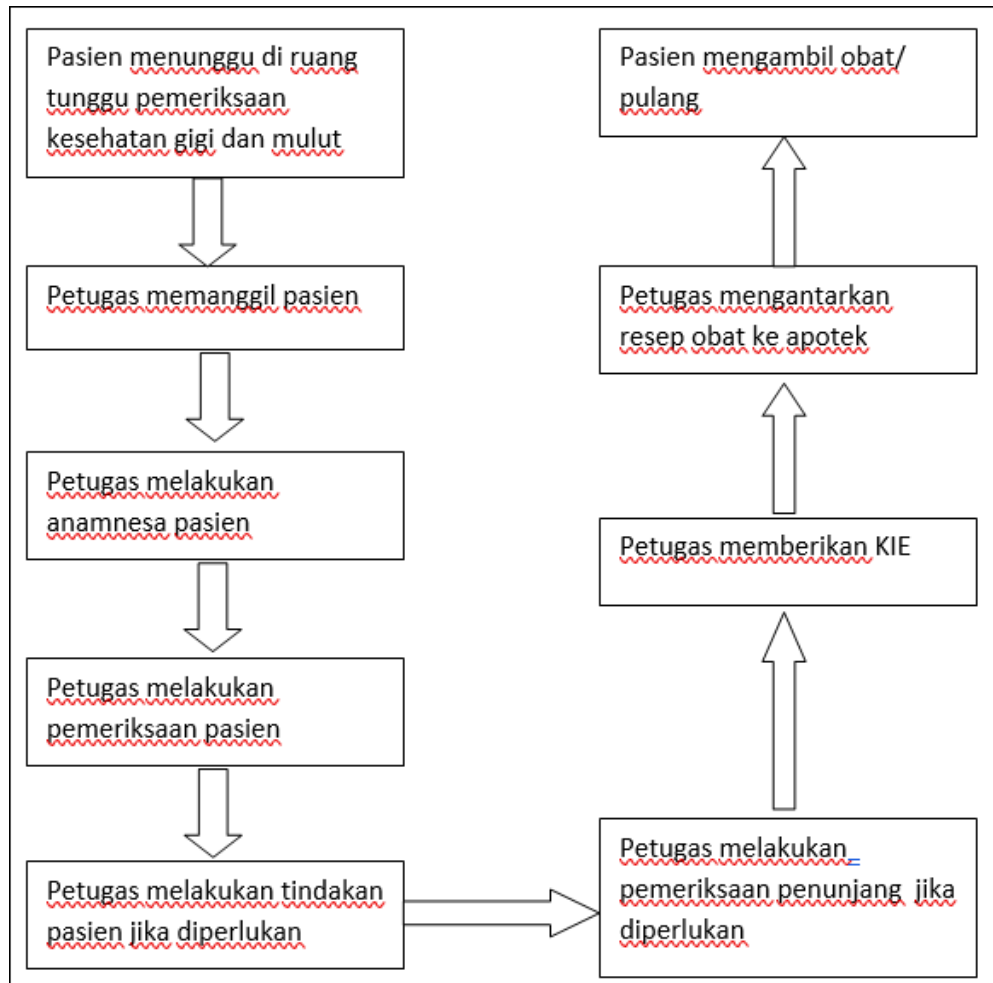 Pasien menunggu di ruang
tunggu pemeriksaan
kesehatan gigi dan mulut
Petugas memanggil pasien
Petugas melakukan
anamnesa pasien
Petugas melakukan
pemeriksaan pasien
Petugas melakukan tindakan
pasien jika diperlukan
Petugas melakukan
pemeriksaan penunjang  jika
diperlukan
Petugas memberikan KIE
Petugas mengantarkan
resep obat ke apotek
Pasien mengambil obat/
pulang